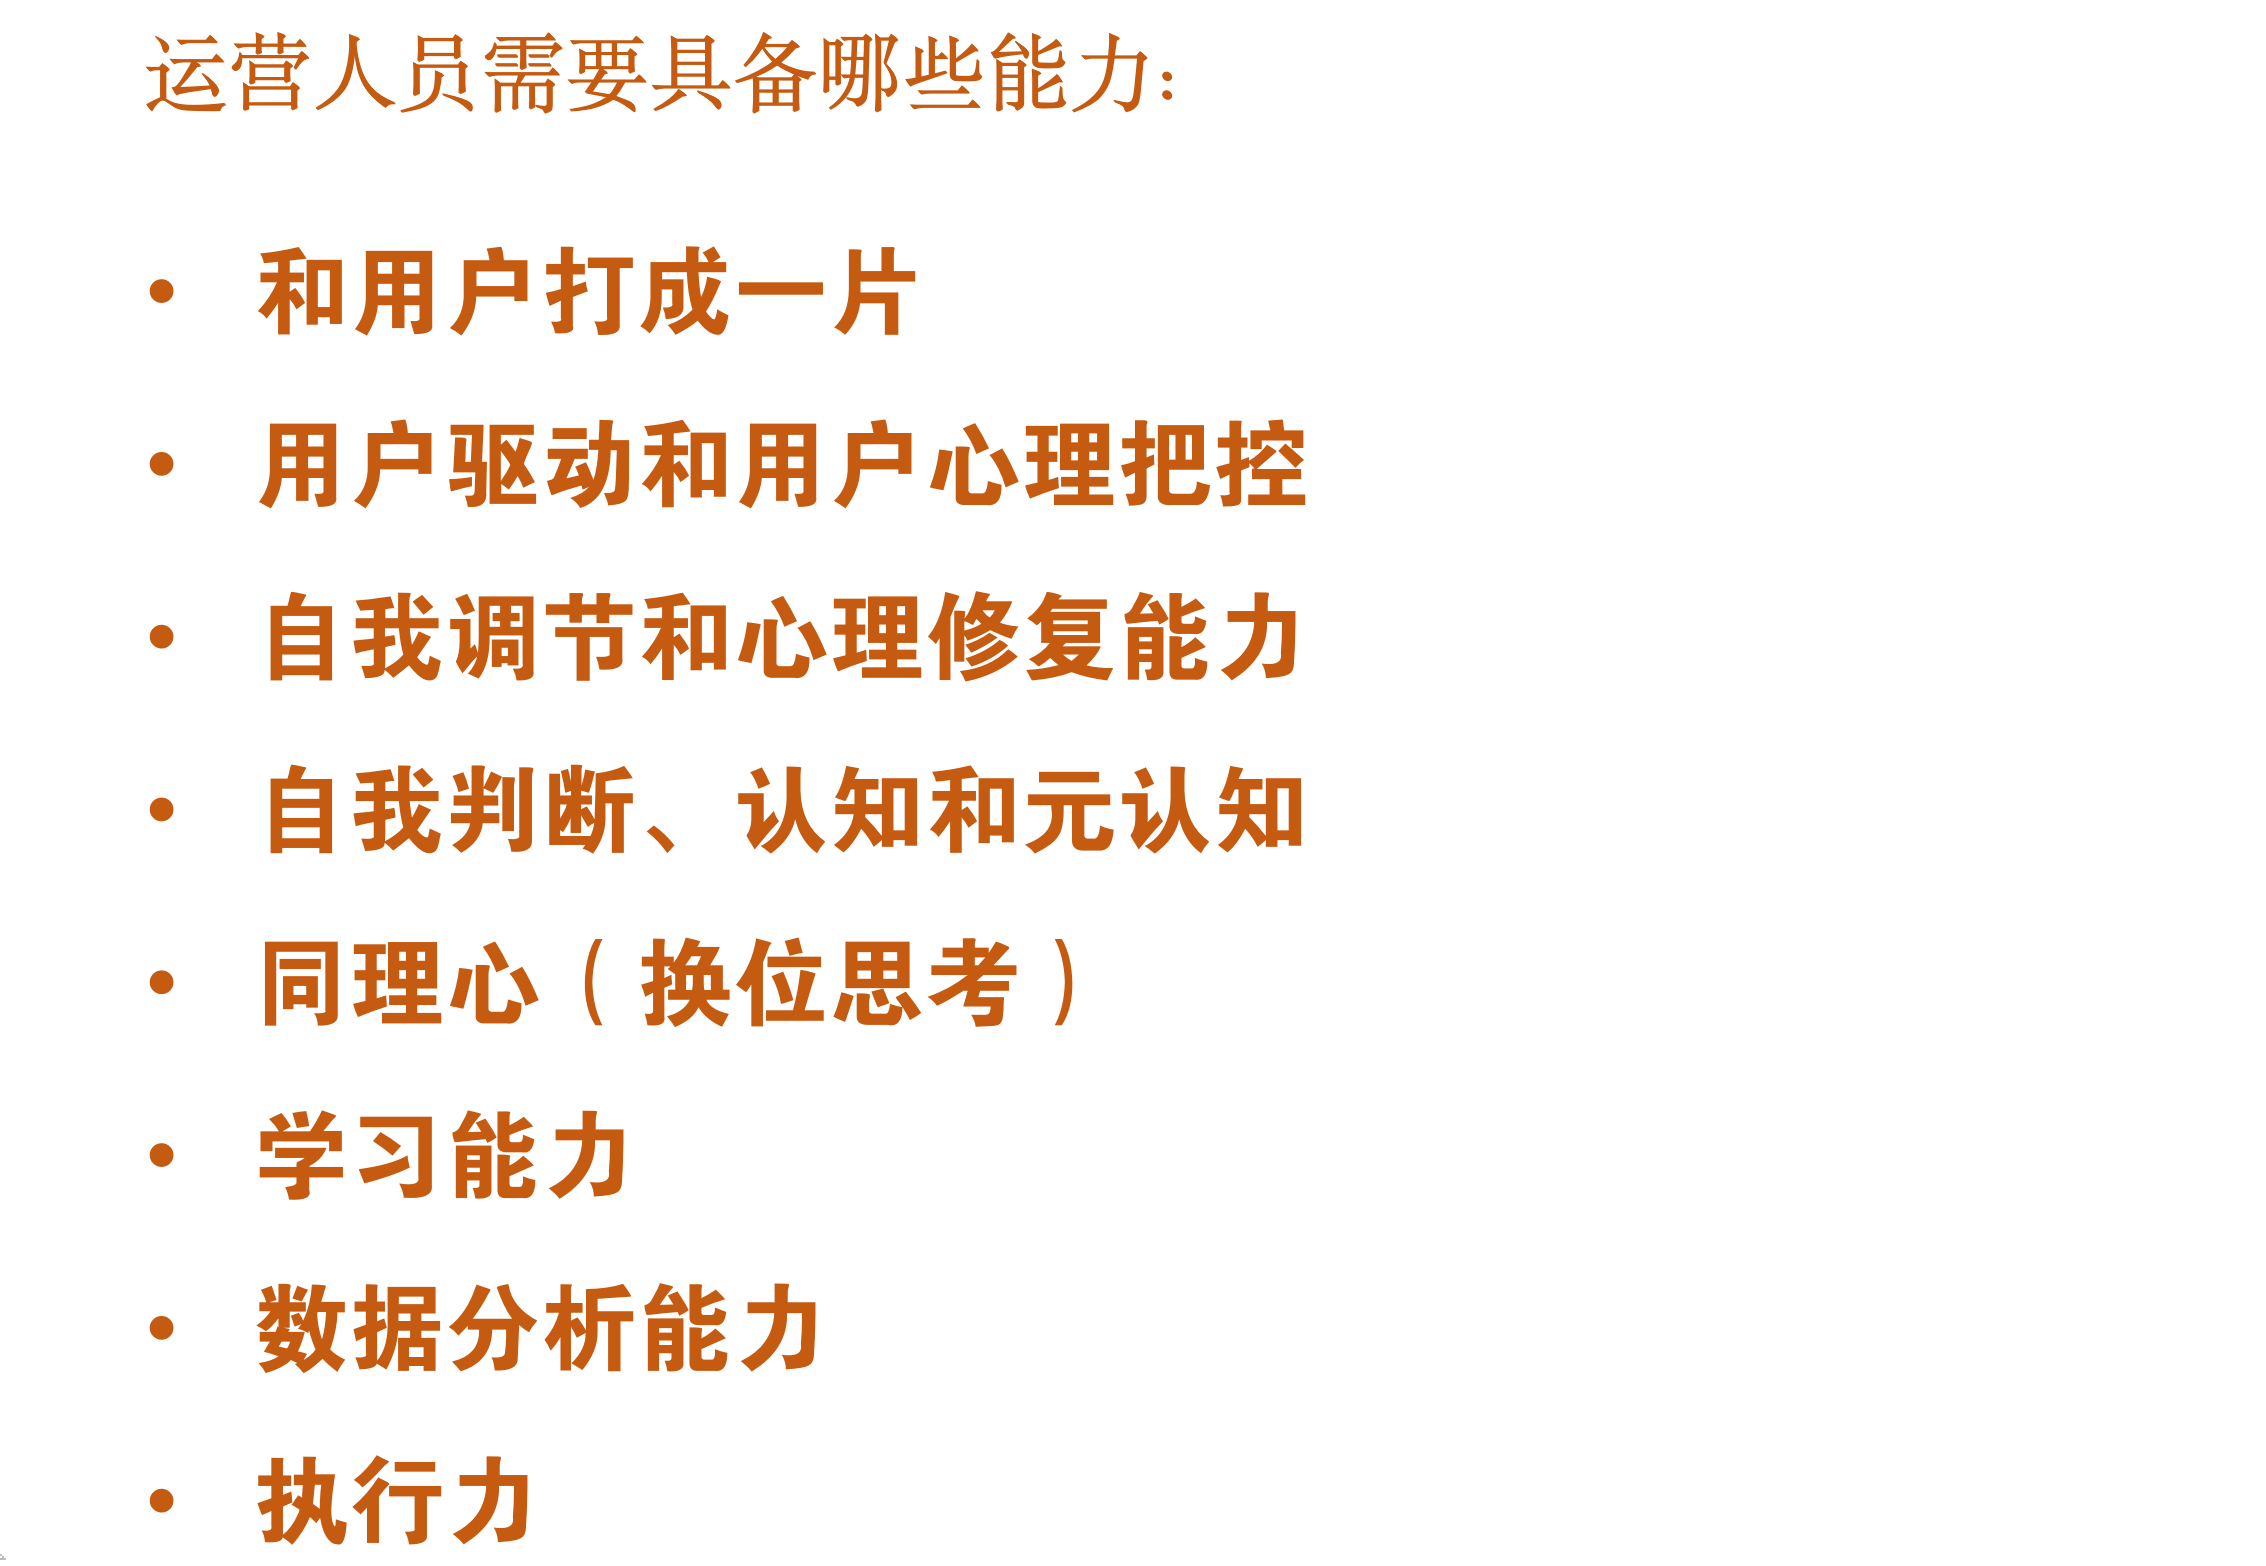 运营人员需要具备哪些能力:
• 和用户打成一片
• 用户驱动和用户心理把控
• 自我调节和心理修复能力
• 自我判断、认知和元认知
• 同理心（换位思考）
• 学习能力
• 数据分析能力
• 执行力